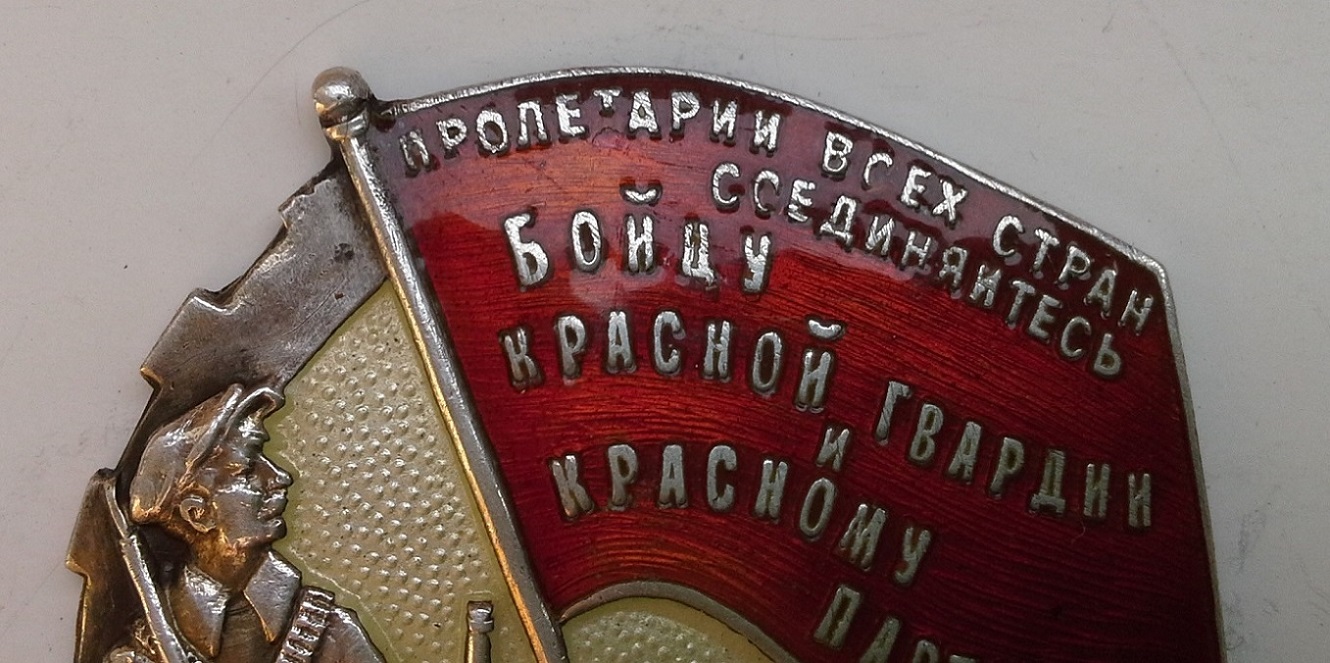 ПРОЛЕТАРИИ ВСЕХ СТРАН
СОЕДИНЯЙТЕСЬ
БОЙЦУ
КРАСНОЙ ГВАРДИИ
И
КРАСНОМУ